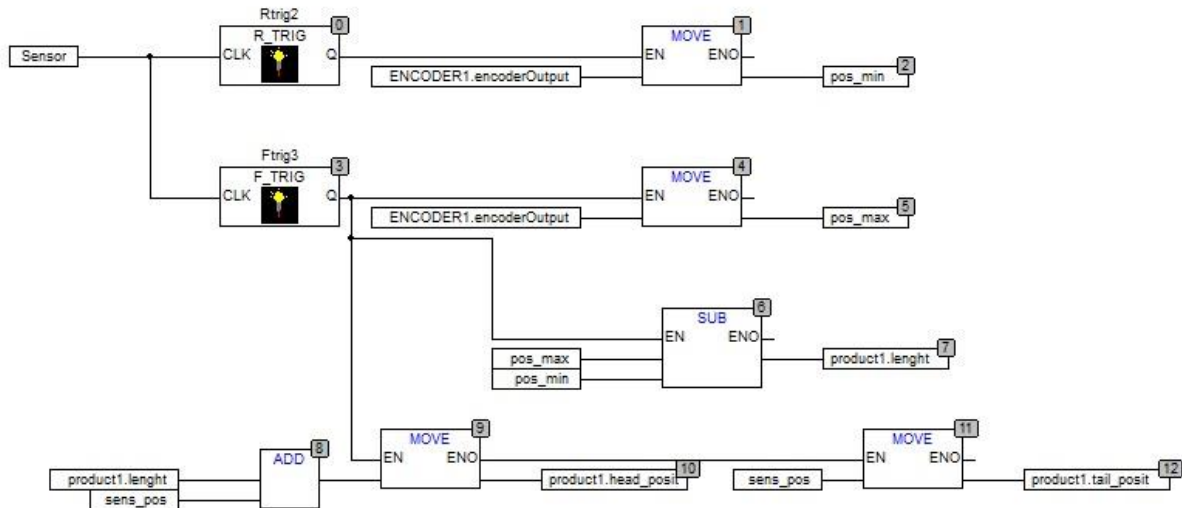 Rtrig2
0
R_TRIG
Sensor
CLK
Q
ENCODER1.encoderOutput
1
MOVE
EN
ENO
2
pos_min
Ftrig3
3
F_TRIG
CLK
Q
ENCODER1.encoderOutput
4
MOVE
EN
ENO
5
pos_max
6
SUB
EN
ENO
pos_max
pos_min
7
product1.lenght
8
ADD
product1.lenght
sens_pos
9
MOVE
EN
ENO
10
product1.head_posit
sens_pos
11
MOVE
EN
ENO
12
product1.tail_posit